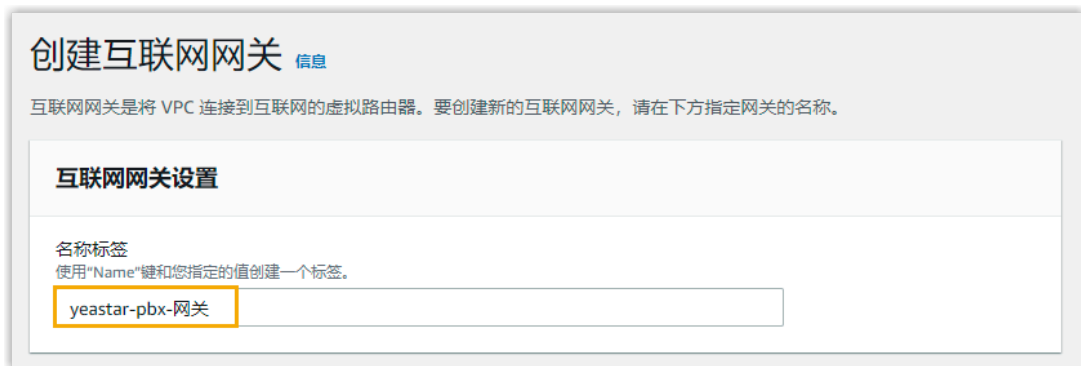 创建互联网网关 信息
互联网网关是将 VPC 连接到互联网的虚拟路由器。要创建新的互联网网关，请在下方指定网关的名称。
互联网网关设置
名称标签
使用"Name"键和您指定的值创建一个标签。
yeastar-pbx-网关